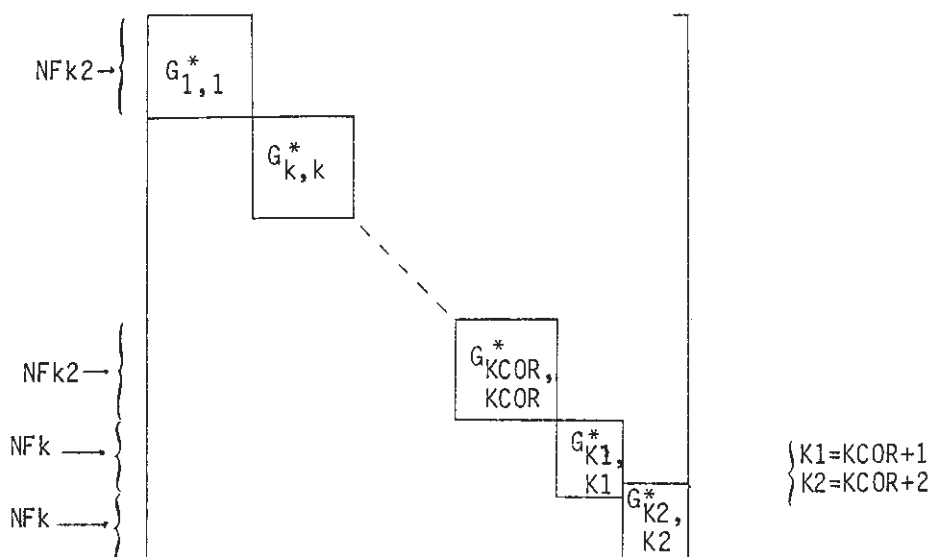 NFk2→
G*1,1
G*k,k
NFk2→
G*KCOR,
KCOR
NFk →
G*K1,
K1
K1=KCOR+1
K2=KCOR+2
NFk →
G*K2,
K2